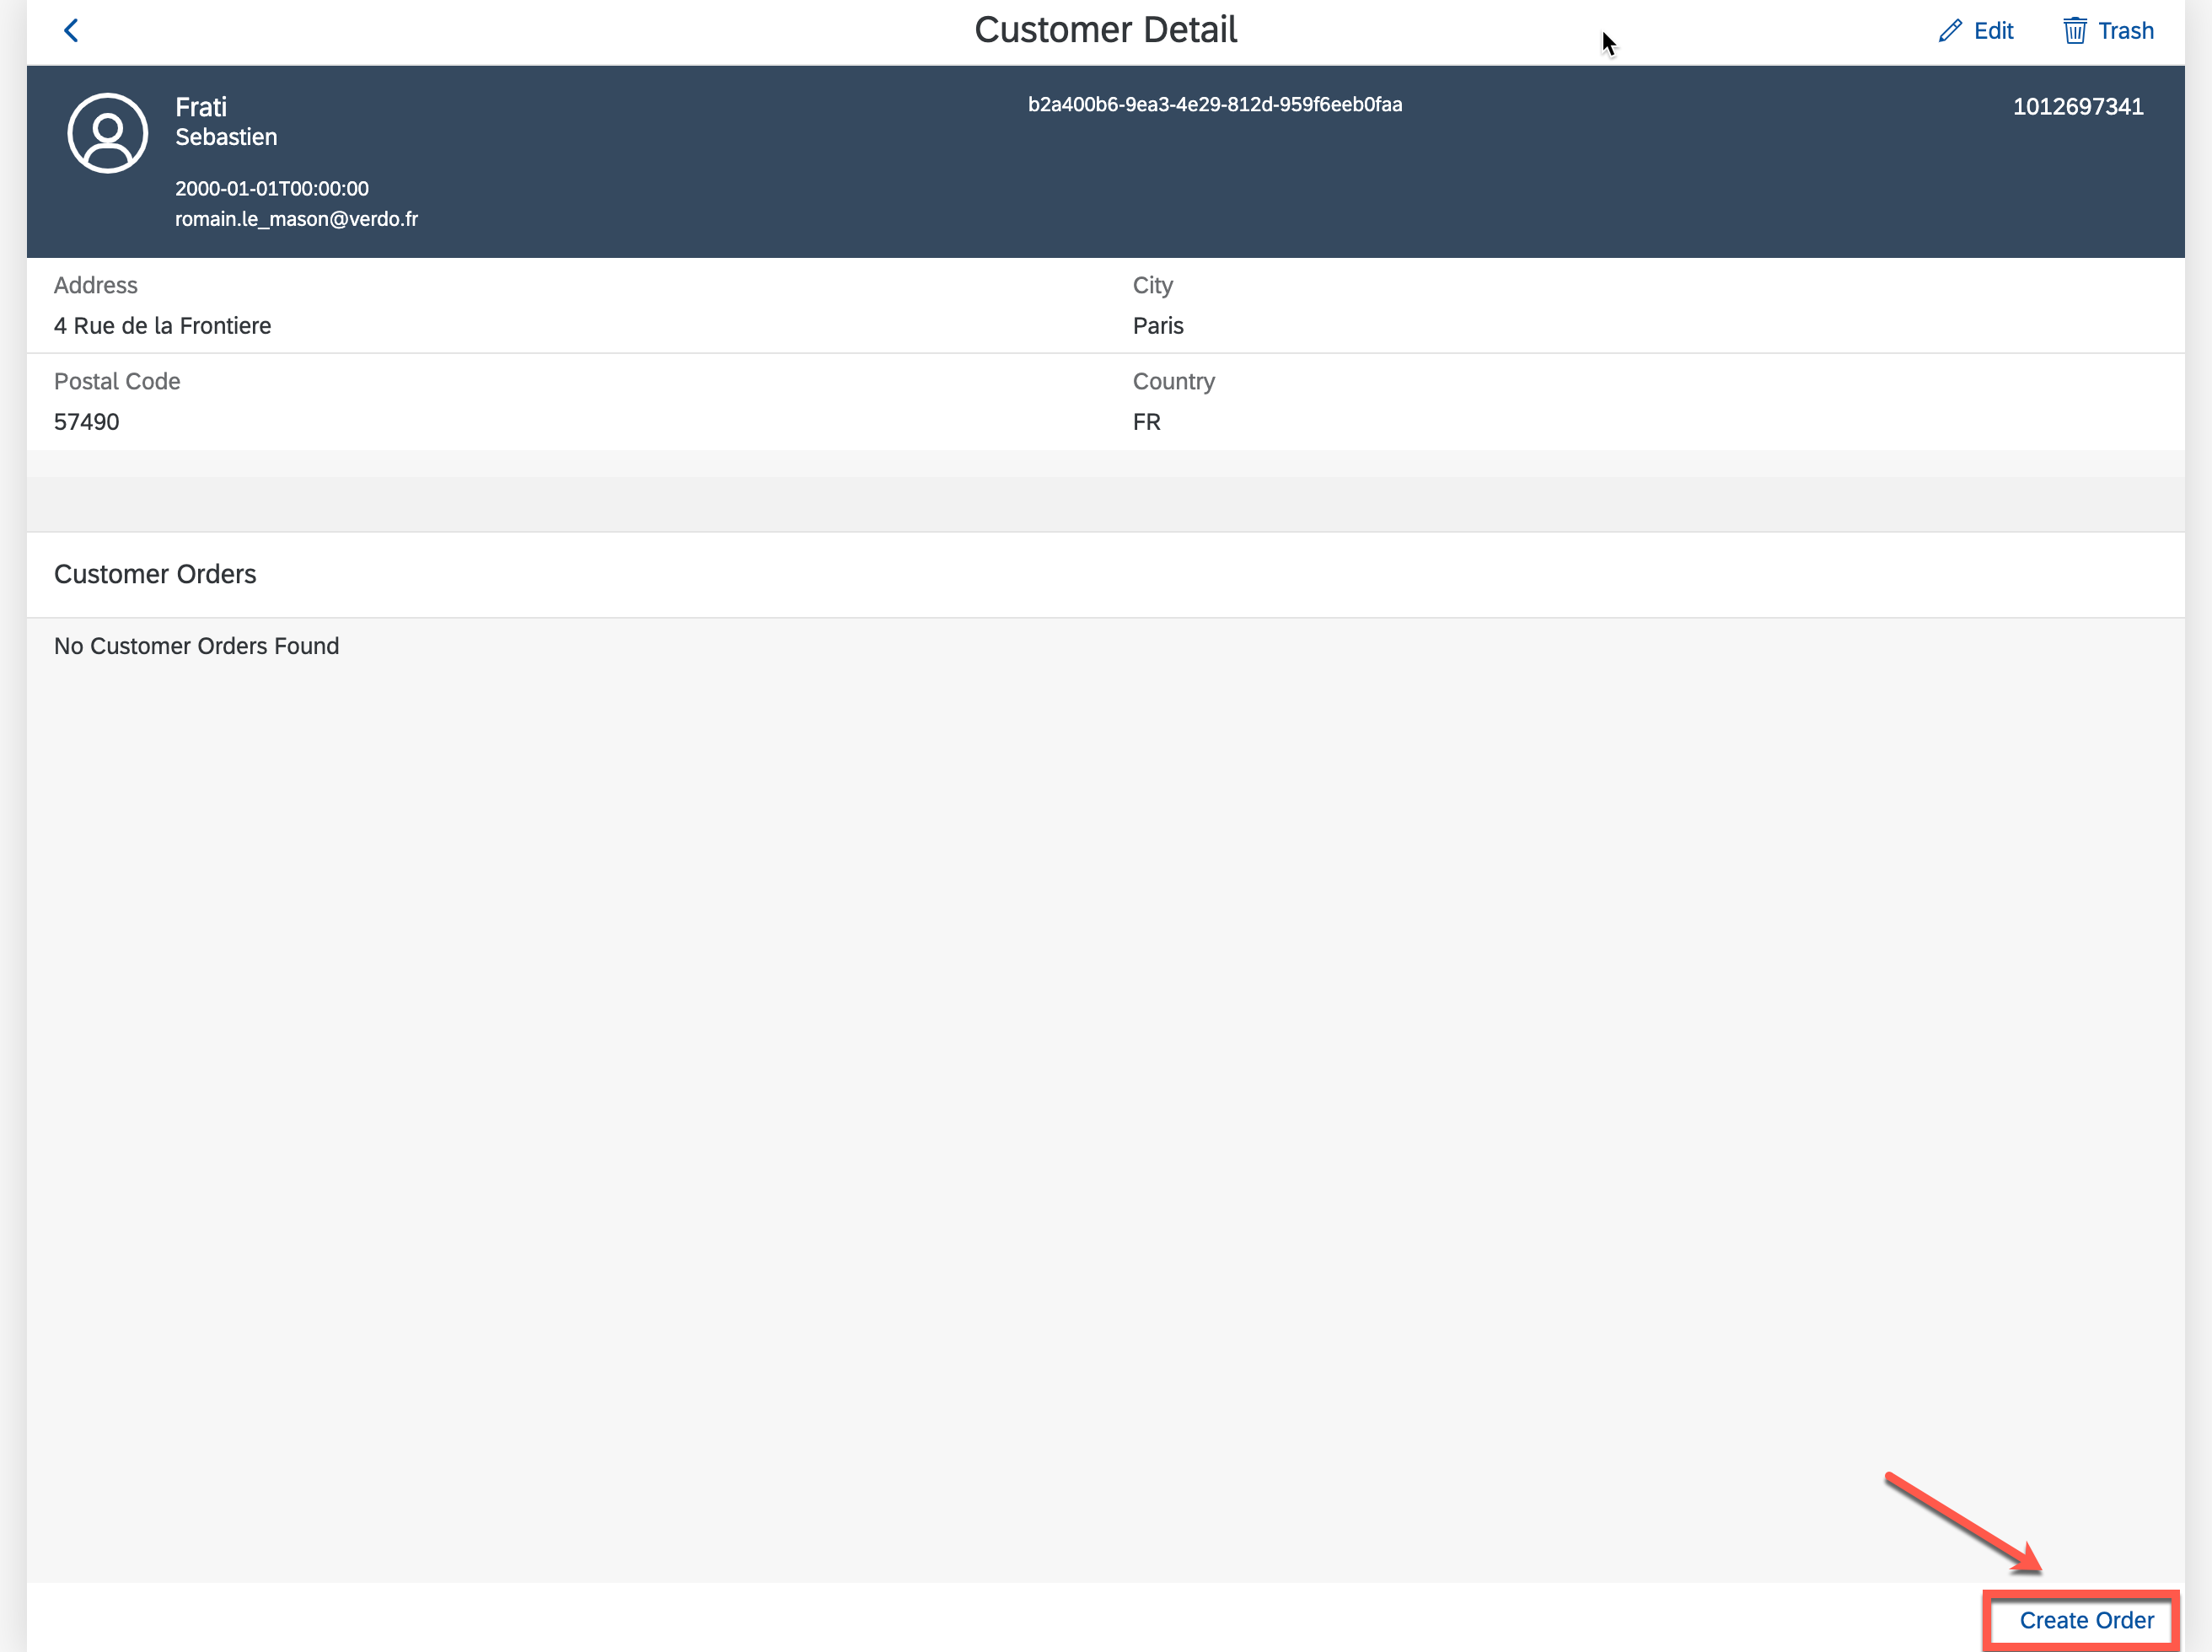 Customer Detail
Edit
Trash
Frati
Sebastien
2000-01-01T00:00:00
romain.le_mason@verdo.fr
b2a400b6-9ea3-4e29-812d-959f6eeb0faa
1012697341
Address
4 Rue de la Frontiere
City
Paris
Postal Code
57490
Country
FR
Customer Orders
No Customer Orders Found
Create Order